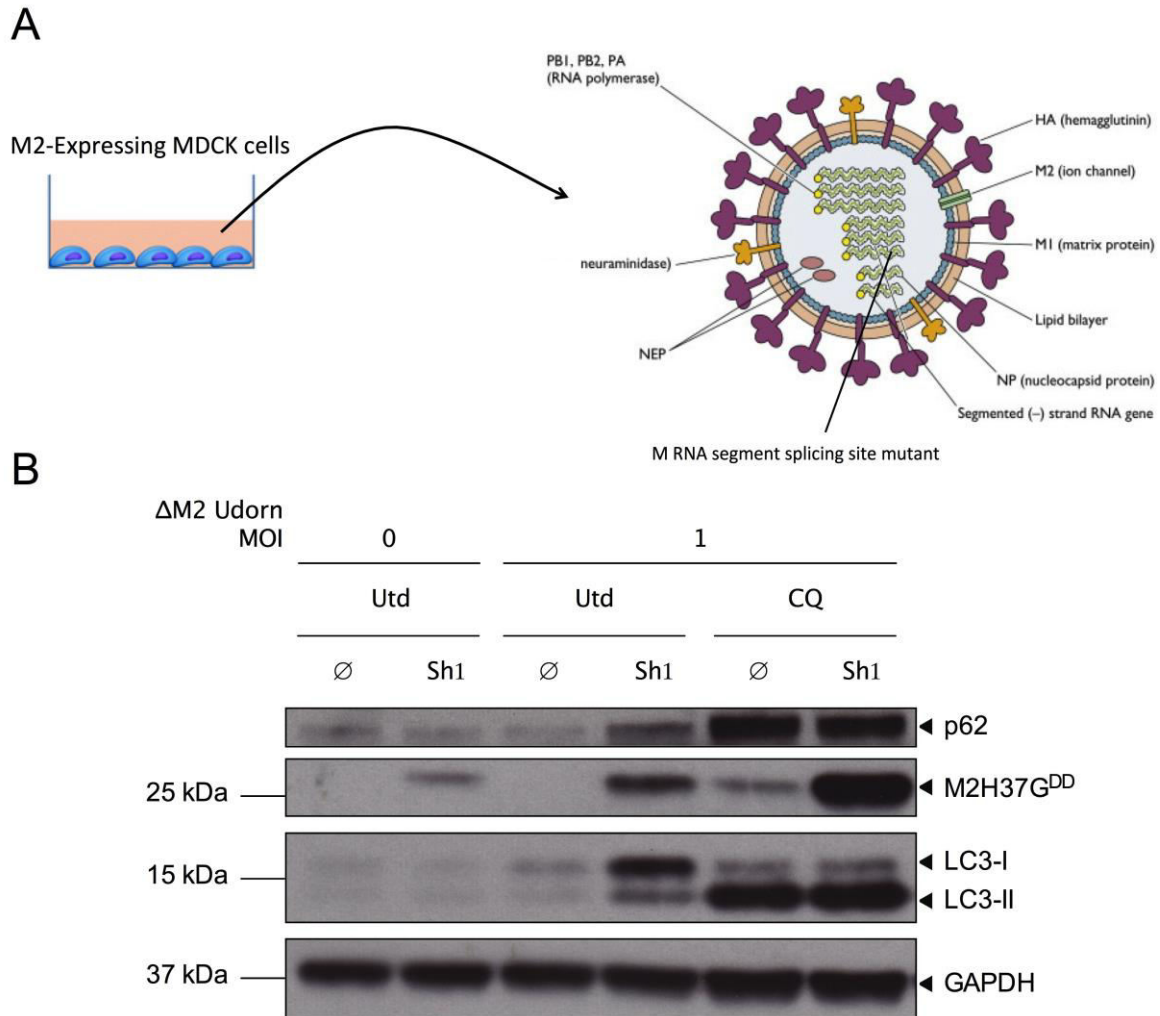 A
M2-Expressing MDCK cells
PB1, PB2, PA
(RNA polymerase)
HA (hemagglutinin)
M2 (ion channel)
M1 (matrix protein)
neuraminidase)
Lipid bilayer
NEP
NP (nucleocapsid protein)
Segmented (–) strand RNA gene
M RNA segment splicing site mutant
B
ΔM2 Udorn
MOI 0 1
Utd Utd CQ
∅ Sh1 ∅ Sh1 ∅ Sh1
p62
25 kDa M2H37G^DD
LC3-I
15 kDa
LC3-II
37 kDa GAPDH